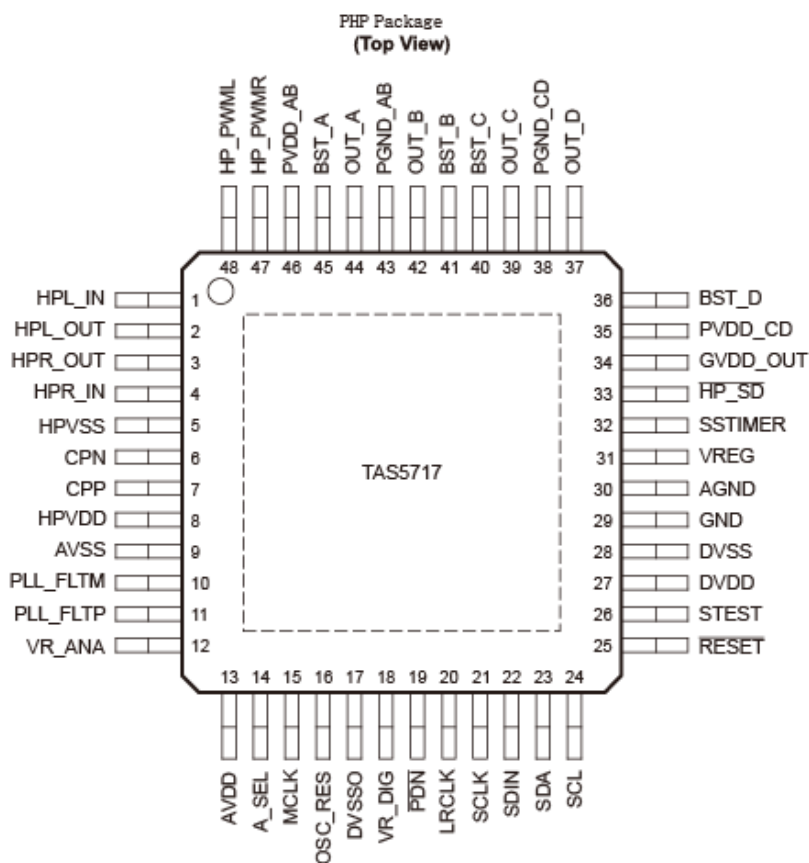 PHP Package
(Top View)
HP_PWML
HP_PWMR
PVDD_AB
BST_A
OUT_A
PGND_AB
OUT_B
BST_B
BST_C
OUT_C
PGND_CD
OUT_D
48 47 46 45 44 43 42 41 40 39 38 37
HPL_IN 1
HPL_OUT 2
HPR_OUT 3
HPR_IN 4
HPVSS 5
CPN 6
CPP 7
HPVDD 8
AVSS 9
PLL_FLTM 10
PLL_FLTP 11
VR_ANA 12
TAS5717
36 BST_D
35 PVDD_CD
34 GVDD_OUT
33 HP_SD
32 SSTIMER
31 VREG
30 AGND
29 GND
28 DVSS
27 DVDD
26 STEST
25 RESET
13 14 15 16 17 18 19 20 21 22 23 24
AVDD
A_SEL
MCLK
OSC_RES
DVSSO
VR_DIG
PDN
LRCLK
SCLK
SDIN
SDA
SCL